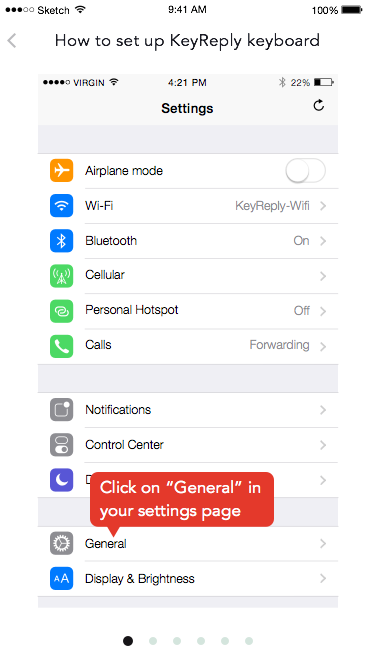 Sketch 9:41 AM 100%
How to set up KeyReply keyboard
VIRGIN 4:21 PM 22%
Settings
Airplane mode
Wi-Fi KeyReply-Wifi
Bluetooth On
Cellular
Personal Hotspot Off
Calls Forwarding
Notifications
Control Center
Click on “General” in
your settings page
General
AA Display & Brightness